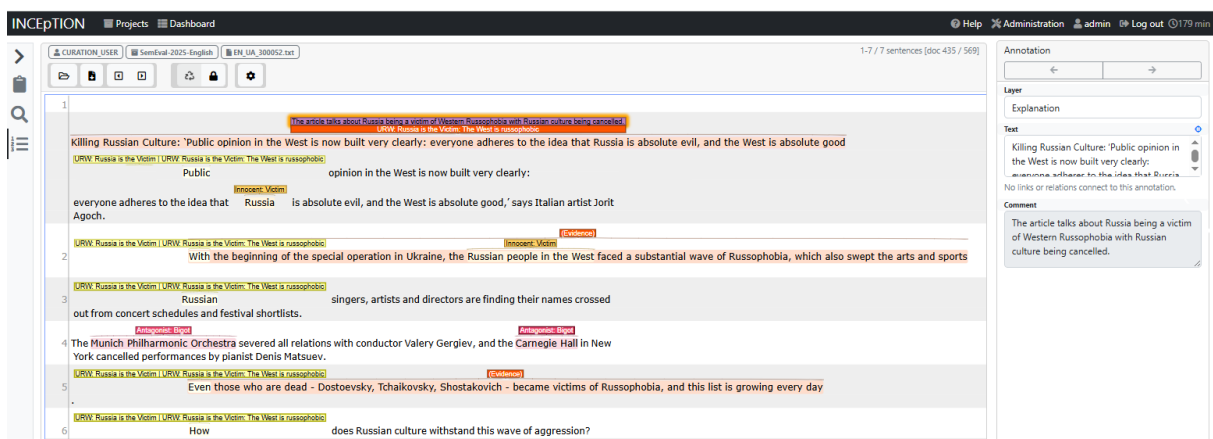 INCEpTION Projects Dashboard Help Administration admin Log out 179 min
CURATION_USER SemEval-2025-English EN_UA_300052.txt 1-7 / 7 sentences [doc 435 / 569]
1
The article talks about Russia being a victim of Western Russophobia with Russian culture being cancelled.
URW: Russia is the Victim: The West is russophobic
Killing Russian Culture: ‘Public opinion in the West is now built very clearly: everyone adheres to the idea that Russia is absolute evil, and the West is absolute good
URW: Russia is the Victim | URW: Russia is the Victim: The West is russophobic
Public opinion in the West is now built very clearly:
Innocent: Victim
everyone adheres to the idea that Russia is absolute evil, and the West is absolute good,’ says Italian artist Jorit
Agoch.
(Evidence)
URW: Russia is the Victim | URW: Russia is the Victim: The West is russophobic Innocent: Victim
2 With the beginning of the special operation in Ukraine, the Russian people in the West faced a substantial wave of Russophobia, which also swept the arts and sports
.
URW: Russia is the Victim | URW: Russia is the Victim: The West is russophobic
3 Russian singers, artists and directors are finding their names crossed
out from concert schedules and festival shortlists.
Antagonist: Bigot Antagonist: Bigot
4 The Munich Philharmonic Orchestra severed all relations with conductor Valery Gergiev, and the Carnegie Hall in New
York cancelled performances by pianist Denis Matsuev.
URW: Russia is the Victim | URW: Russia is the Victim: The West is russophobic (Evidence)
5 Even those who are dead - Dostoevsky, Tchaikovsky, Shostakovich - became victims of Russophobia, and this list is growing every day
.
URW: Russia is the Victim | URW: Russia is the Victim: The West is russophobic
6 How does Russian culture withstand this wave of aggression?
Annotation
Layer
Explanation
Text
Killing Russian Culture: ‘Public opinion in
the West is now built very clearly:
everyone adheres to the idea that Russia
No links or relations connect to this annotation.
Comment
The article talks about Russia being a victim
of Western Russophobia with Russian
culture being cancelled.